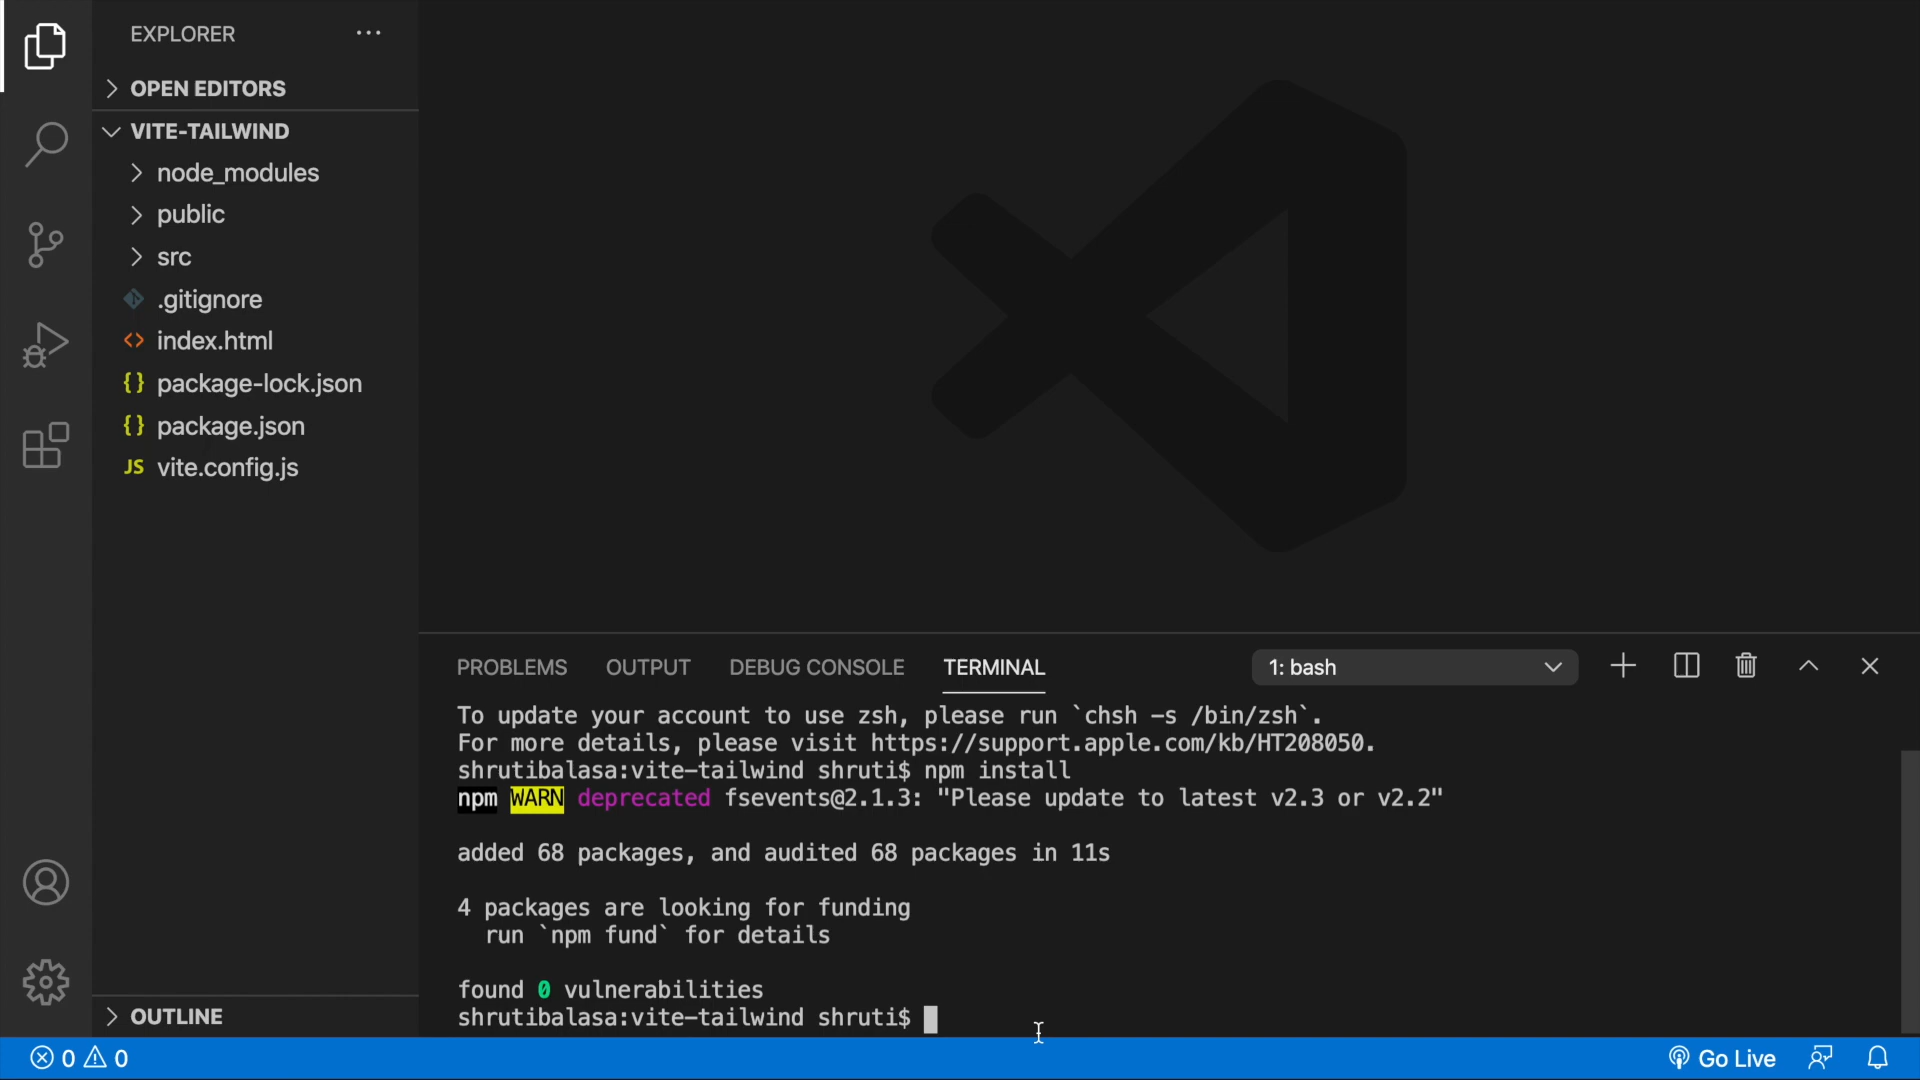 EXPLORER
OPEN EDITORS
VITE-TAILWIND
node_modules
public
src
.gitignore
index.html
package-lock.json
package.json
JS vite.config.js
OUTLINE
PROBLEMS OUTPUT DEBUG CONSOLE TERMINAL 1: bash
To update your account to use zsh, please run `chsh -s /bin/zsh`.
For more details, please visit https://support.apple.com/kb/HT208050.
shrutibalasa:vite-tailwind shruti$ npm install
npm WARN deprecated fsevents@2.1.3: "Please update to latest v2.3 or v2.2"
added 68 packages, and audited 68 packages in 11s
4 packages are looking for funding
run `npm fund` for details
found 0 vulnerabilities
shrutibalasa:vite-tailwind shruti$
0 0 Go Live